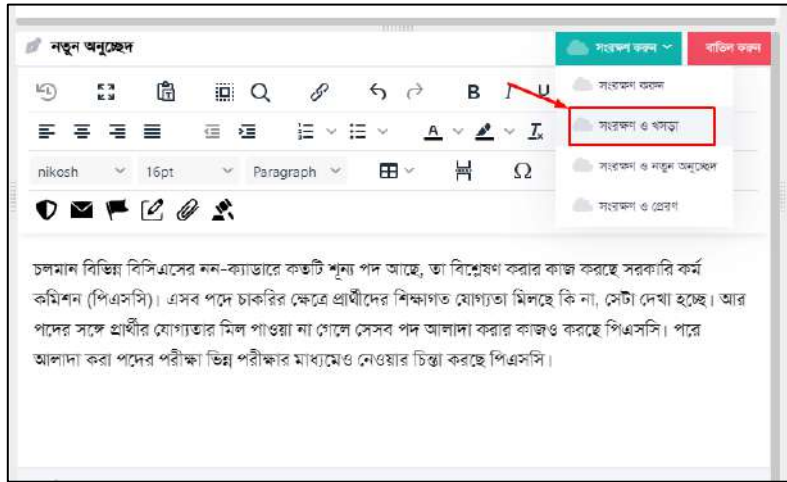 নতুন অনুচ্ছেদ
সংরক্ষণ করুন
বাতিল করুন
সংরক্ষণ করুন
সংরক্ষণ ও খসড়া
সংরক্ষণ ও নতুন অনুচ্ছেদ
সংরক্ষণ ও প্রেরণ
B I U
A
nikosh 16pt Paragraph Ω
চলমান বিভিন্ন বিসিএসের নন-ক্যাডারে কতটি শূন্য পদ আছে, তা বিশ্লেষণ করার কাজ করছে সরকারি কর্ম
কমিশন (পিএসসি)। এসব পদে চাকরির ক্ষেত্রে প্রার্থীদের শিক্ষাগত যোগ্যতা মিলছে কি না, সেটা দেখা হচ্ছে। আর
পদের সঙ্গে প্রার্থীর যোগ্যতার মিল পাওয়া না গেলে সেসব পদ আলাদা করার কাজও করছে পিএসসি। পরে
আলাদা করা পদের পরীক্ষা ভিন্ন পরীক্ষার মাধ্যমেও নেওয়ার চিন্তা করছে পিএসসি।